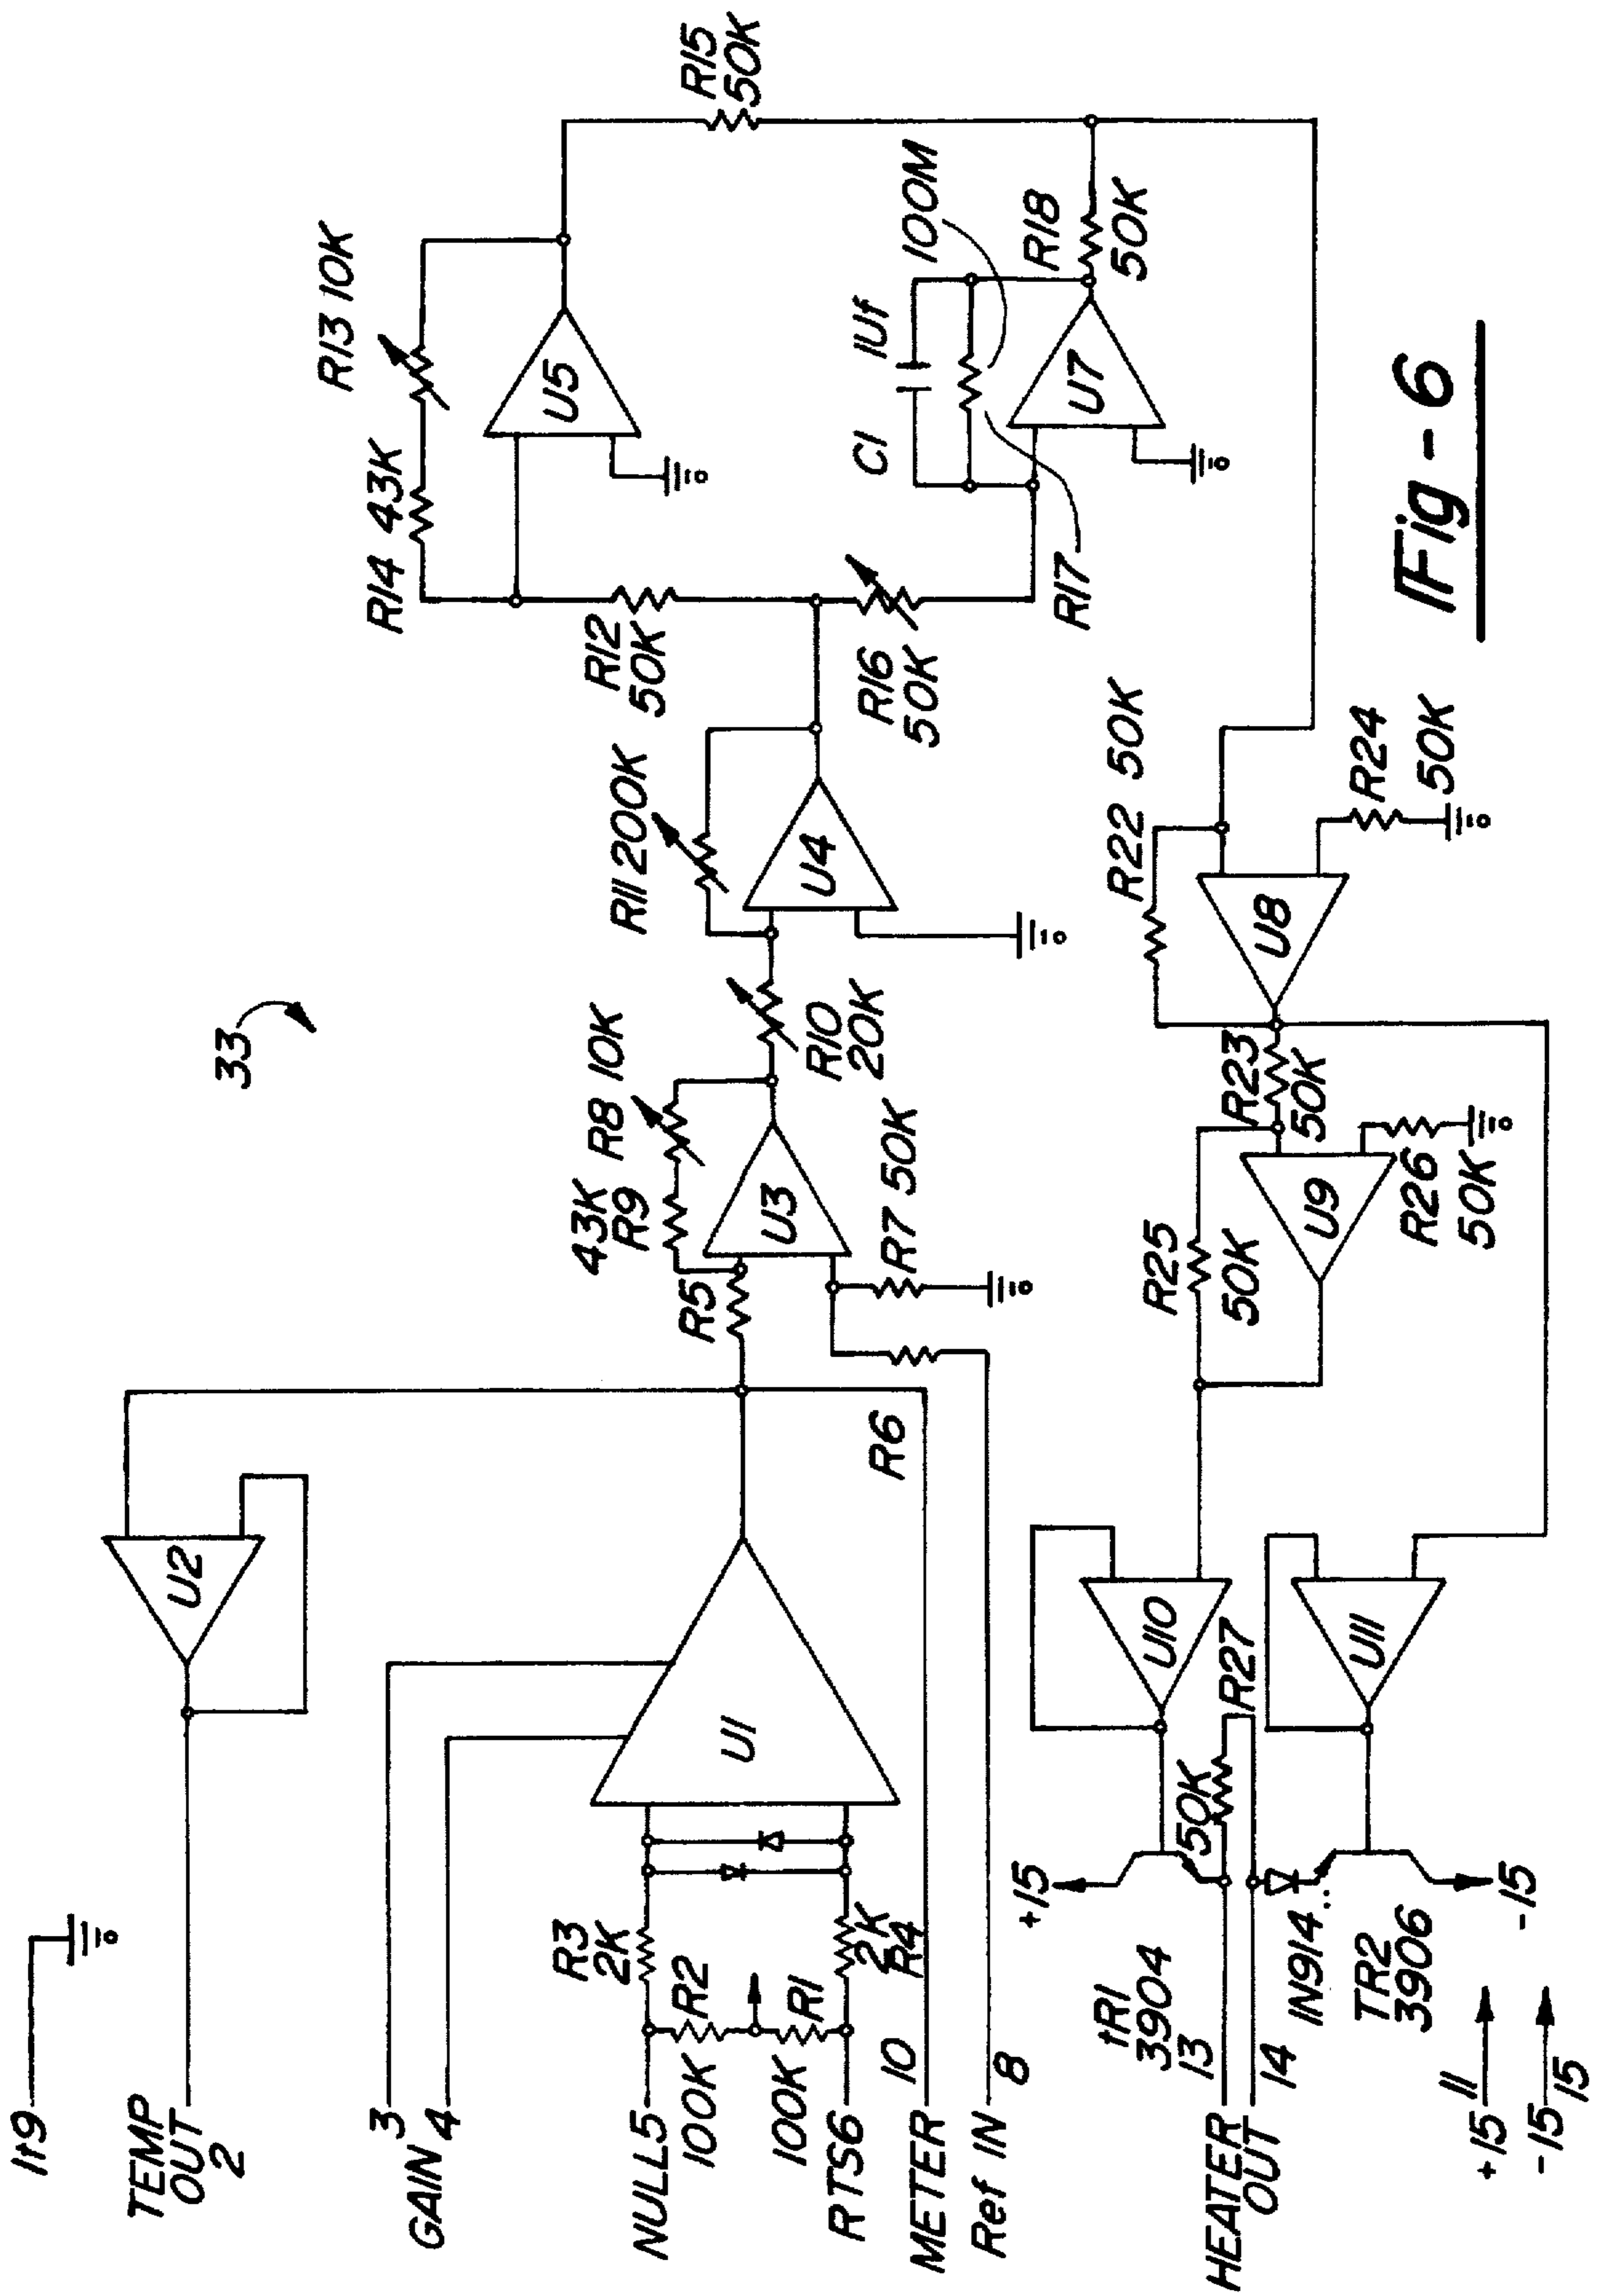 33
1t9
TEMP
OUT
2
U2
3
GAIN 4
U1
NULL5
R3
2K
R2
100K
R1
100K
2K
R4
RTS6
METER
10
R6
Ref IN
8
R5
43K
R9
R8 10K
U3
R7 50K
R10
20K
R11 200K
U4
R12
50K
R16
50K
R14 43K
R13 10K
U5
R15
50K
C1
1Uf
100M
R17
U7
R18
50K
R22 50K
U8
R24
50K
R23
50K
R25
50K
U9
R26
50K
U10
R27
50K
U11
+15
tR1
3904
13
HEATER
OUT
14
IN914
TR2
3906
-15
+15
11
-15
15
Fig-6